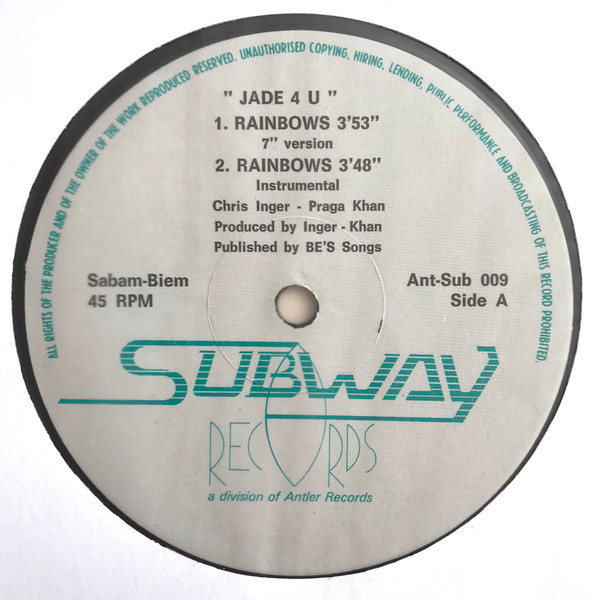 ALL RIGHTS OF THE PRODUCER AND OF THE OWNER OF THE WORK REPRODUCED RESERVED. UNAUTHORISED COPYING, HIRING, LENDING, PUBLIC PERFORMANCE AND BROADCASTING OF THIS RECORD PROHIBITED.
" JADE 4 U "
1. RAINBOWS 3'53"
7" version
2. RAINBOWS 3'48"
Instrumental
Chris Inger - Praga Khan
Produced by Inger - Khan
Published by BE'S Songs
Sabam-Biem
45 RPM
Ant-Sub 009
Side A
SUBWAY
RECORDS
a division of Antler Records